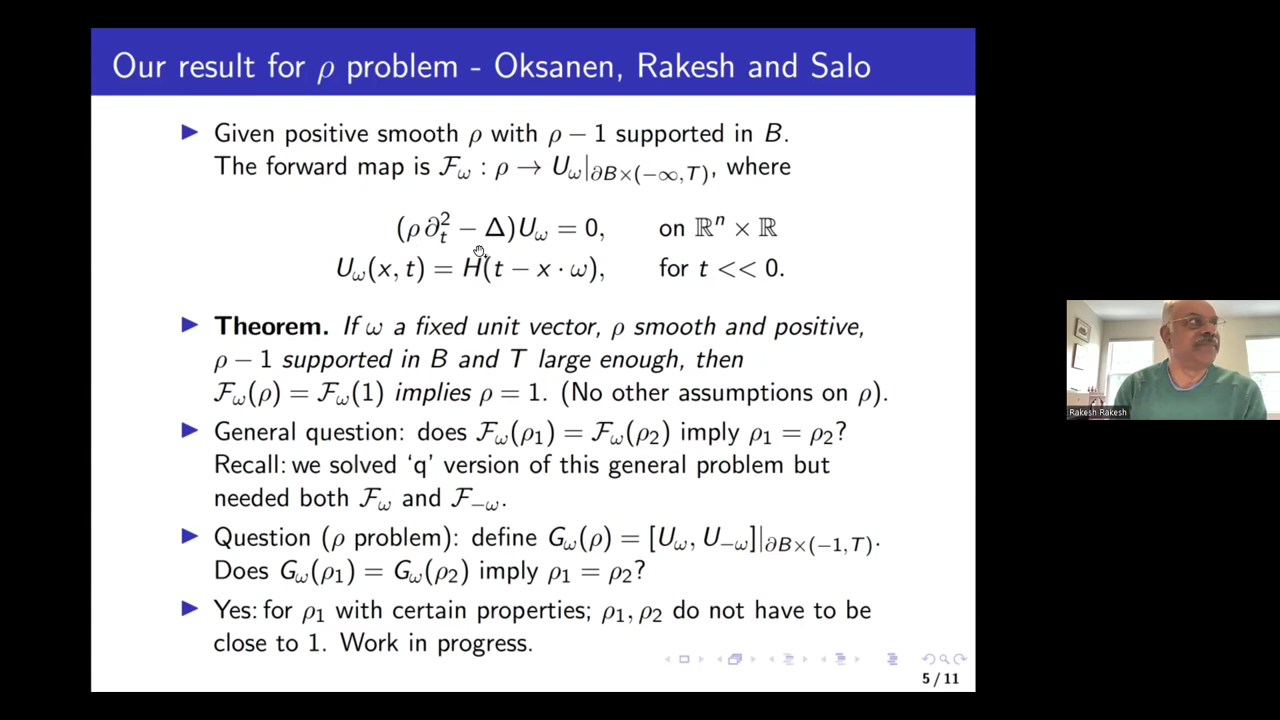 Our result for ρ problem - Oksanen, Rakesh and Salo
▶ Given positive smooth ρ with ρ − 1 supported in B.
The forward map is ℱ_ω : ρ → U_ω|_{∂B×(−∞,T)}, where
(ρ ∂_t^2 − Δ)U_ω = 0, on ℝ^n × ℝ
U_ω(x, t) = H(t − x · ω), for t << 0.
▶ Theorem. If ω a fixed unit vector, ρ smooth and positive,
ρ − 1 supported in B and T large enough, then
ℱ_ω(ρ) = ℱ_ω(1) implies ρ = 1. (No other assumptions on ρ).
▶ General question: does ℱ_ω(ρ_1) = ℱ_ω(ρ_2) imply ρ_1 = ρ_2?
Recall: we solved ‘q’ version of this general problem but
needed both ℱ_ω and ℱ_{−ω}.
▶ Question (ρ problem): define G_ω(ρ) = [U_ω, U_{−ω}]|_{∂B×(−1,T)}.
Does G_ω(ρ_1) = G_ω(ρ_2) imply ρ_1 = ρ_2?
▶ Yes: for ρ_1 with certain properties; ρ_1, ρ_2 do not have to be
close to 1. Work in progress.
5 / 11
Rakesh Rakesh